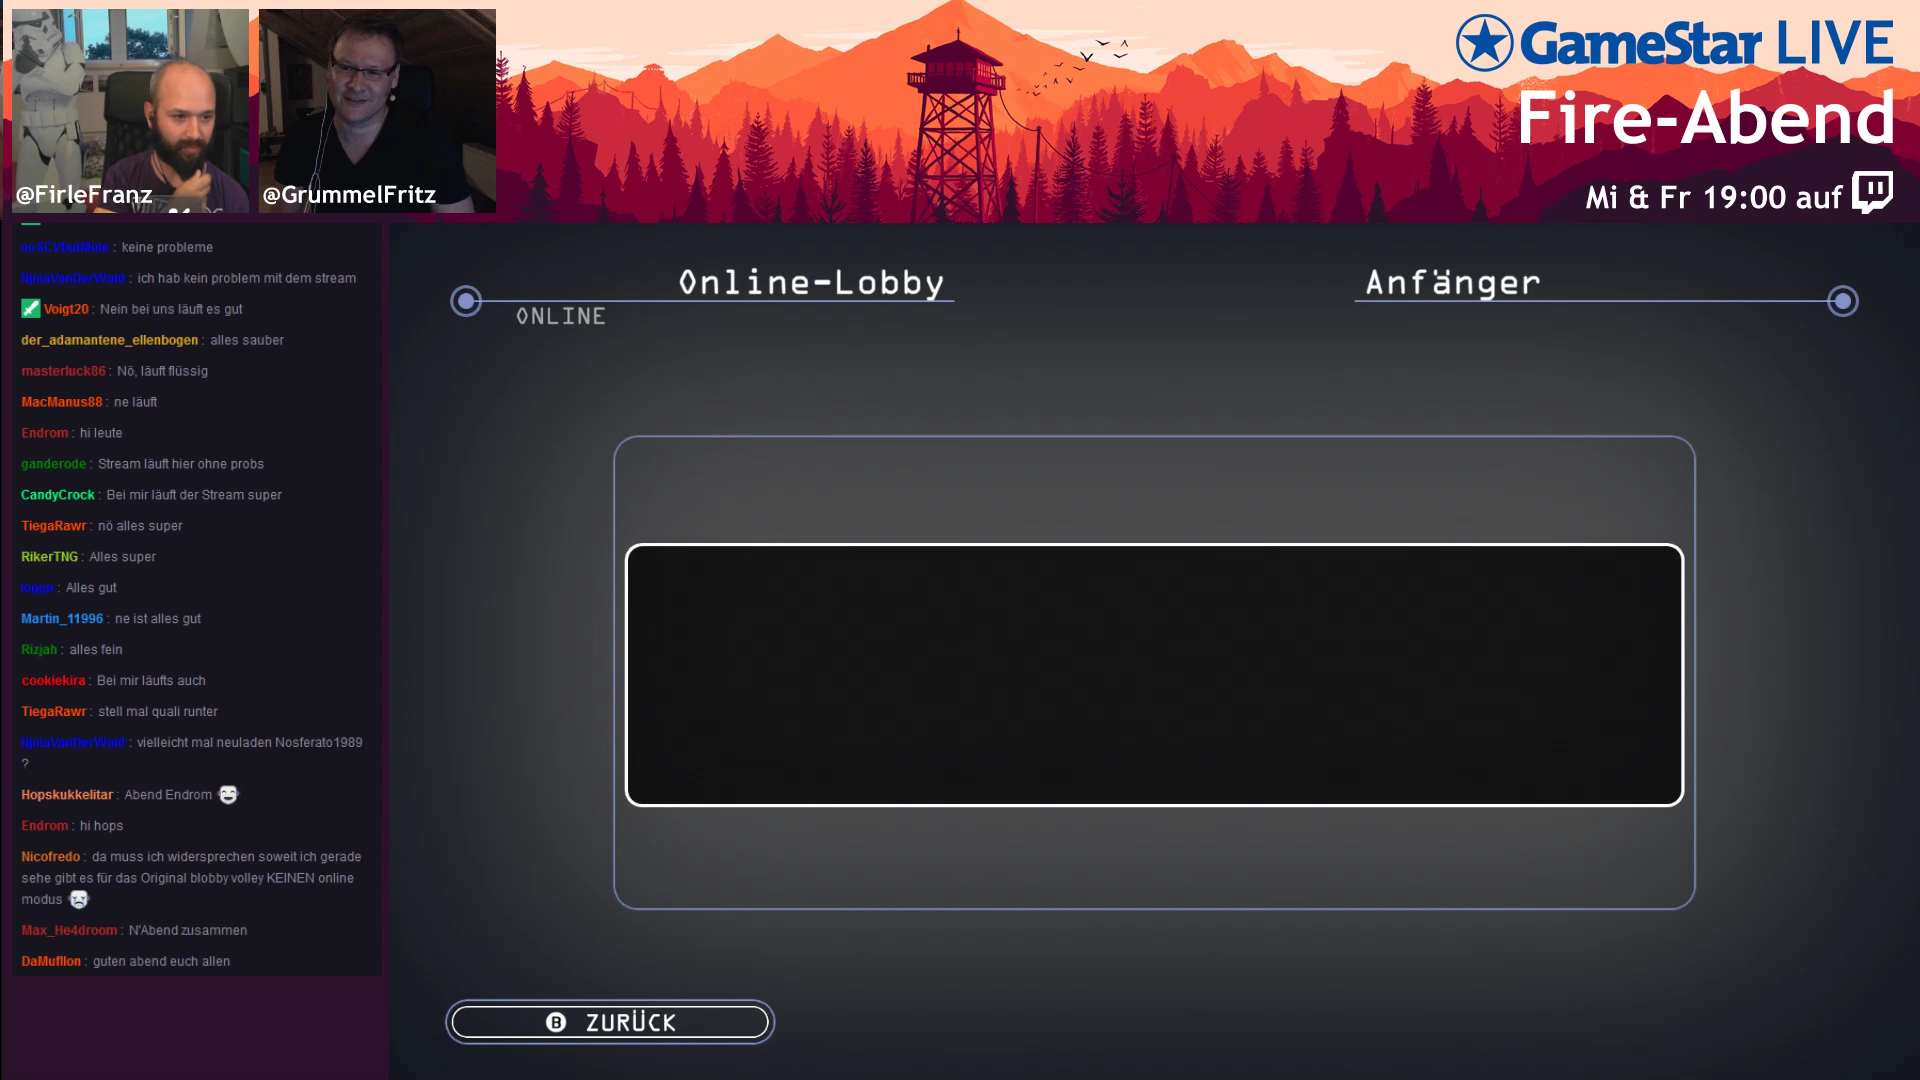 @FirleFranz
@GrummelFritz
GameStar LIVE
Fire-Abend
Mi & Fr 19:00 auf
noSCVbutMule : keine probleme
NjniaVanDerWald : ich hab kein problem mit dem stream
Voigt20 : Nein bei uns läuft es gut
der_adamantene_ellenbogen : alles sauber
masterluck86 : Nö, läuft flüssig
MacManus88 : ne läuft
Endrom : hi leute
ganderode : Stream läuft hier ohne probs
CandyCrock : Bei mir läuft der Stream super
TiegaRawr : nö alles super
RikerTNG : Alles super
: Alles gut
Martin_11996 : ne ist alles gut
Rizjah : alles fein
cookiekira : Bei mir läufts auch
TiegaRawr : stell mal quali runter
NjniaVanDerWald : vielleicht mal neuladen Nosferato1989
?
Hopskukkelitar : Abend Endrom
Endrom : hi hops
Nicofredo : da muss ich widersprechen soweit ich gerade
sehe gibt es für das Original blobby volley KEINEN online
modus
Max_He4droom : N'Abend zusammen
DaMufflon : guten abend euch allen
Online-Lobby
ONLINE
Anfänger
B ZURÜCK